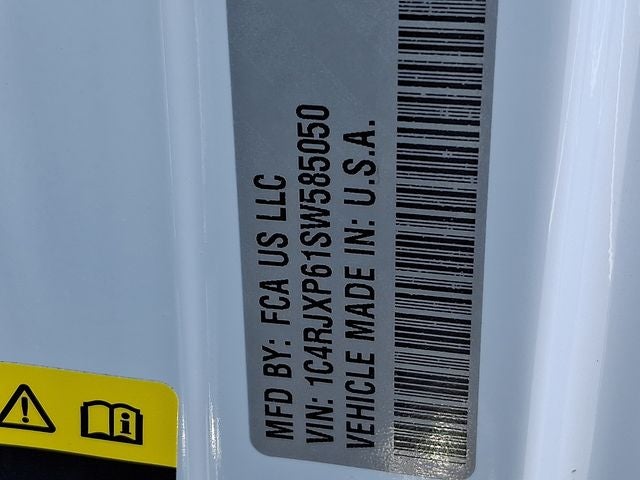 MFD BY: FCA US LLC
VIN: 1C4RJXP61SW585050
VEHICLE MADE IN: U.S.A.